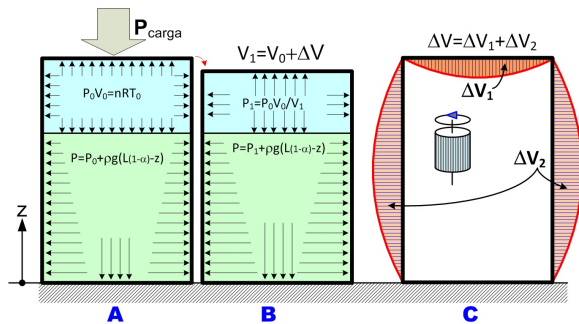 Pcarga
V₁=V₀+ΔV
ΔV=ΔV₁+ΔV₂
P₀V₀=nRT₀
P₁=P₀V₀/V₁
ΔV₁
P=P₀+ρg(L(1-α)-z)
P=P₁+ρg(L(1-α)-z)
ΔV₂
Z
A
B
C